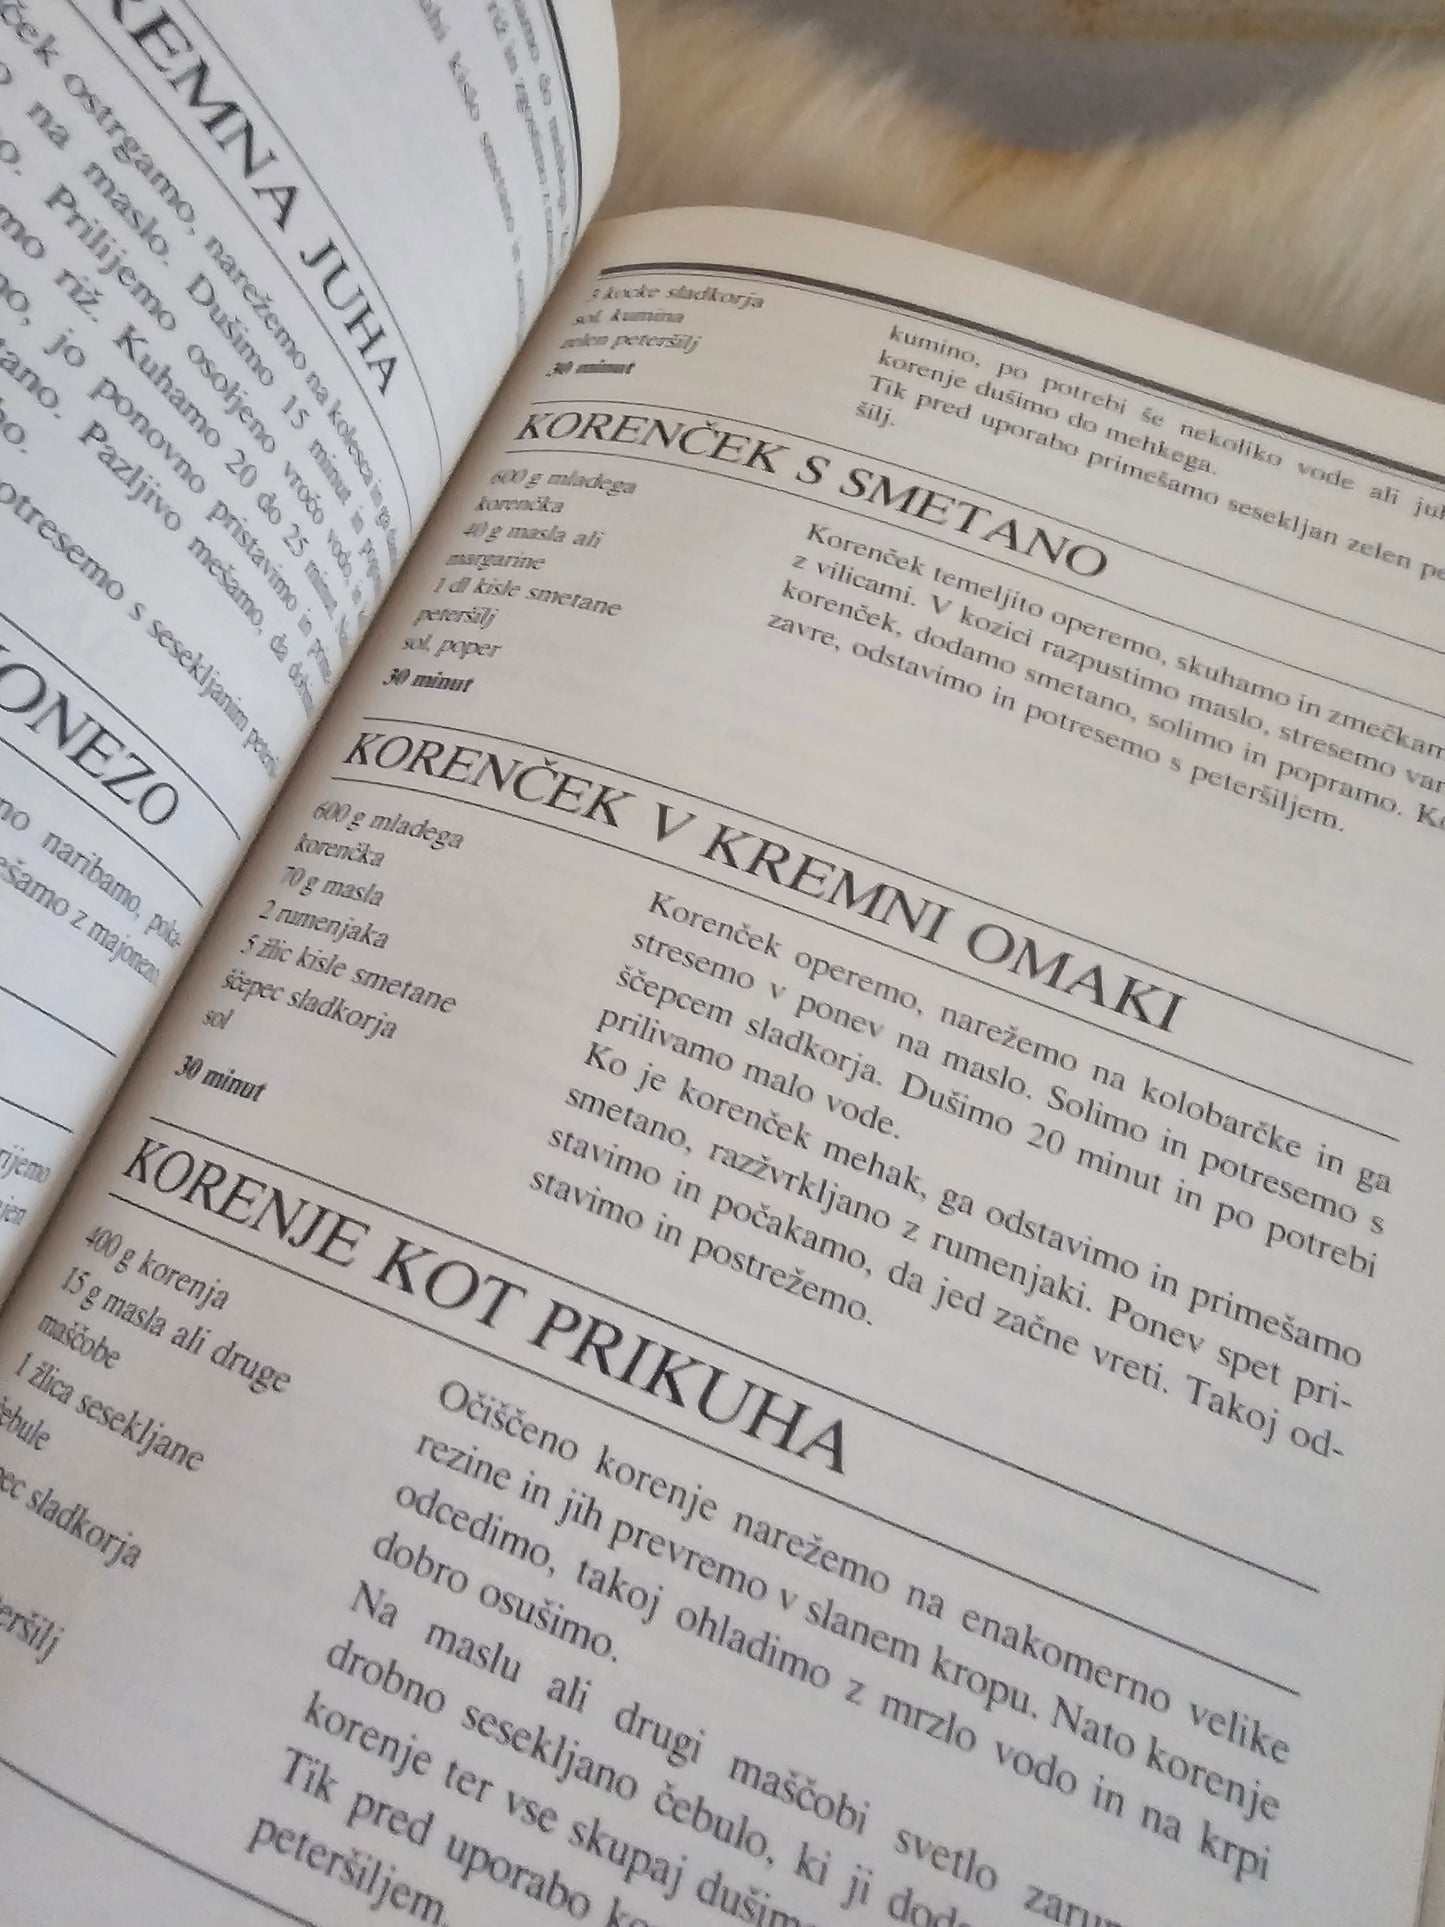 REMNA JUHA
ostrgamo, narežemo na kolesca in ga
na maslo. Dušimo 15 minut in
Prilijemo osoljeno vročo vodo, in
riž. Kuhamo 20 do 25 minut.
jo ponovno pristavimo in
Pazljivo mešamo, da
s sesekljanim
ONEZO
naribamo,
z majonezo.
3 kocke sladkorja
sol, kumina
zelen peteršilj
30 minut
kumino, po potrebi še nekoliko vode ali
korenje dušimo do mehkega.
Tik pred uporabo primešamo sesekljan zelen
šilj.
KORENČEK S SMETANO
600 g mladega
korenčka
40 g masla ali
margarine
1 dl kisle smetane
peteršilj
sol, poper
30 minut
Korenček temeljito operemo, skuhamo in
z vilicami. V kozici razpustimo maslo, stresemo
korenček, dodamo smetano, solimo in popramo.
zavre, odstavimo in potresemo s peteršiljem.
KORENČEK V KREMNI OMAKI
600 g mladega
korenčka
70 g masla
2 rumenjaka
5 žlic kisle smetane
ščepec sladkorja
sol
30 minut
Korenček operemo, narežemo na kolobarčke in ga
stresemo v ponev na maslo. Solimo in potresemo s
ščepcem sladkorja. Dušimo 20 minut in po potrebi
prilivamo malo vode.
Ko je korenček mehak, ga odstavimo in primešamo
smetano, razžvrkljano z rumenjaki. Ponev spet pri-
stavimo in počakamo, da jed začne vreti. Takoj od-
stavimo in postrežemo.
KORENJE KOT PRIKUHA
400 g korenja
15 g masla ali druge
maščobe
1 žlica sesekljane
sladkorja
Očiščeno korenje narežemo na enakomerno velike
rezine in jih prevremo v slanem kropu. Nato korenje
odcedimo, takoj ohladimo z mrzlo vodo in na krpi
dobro osušimo.
Na maslu ali drugi maščobi svetlo
drobno sesekljano čebulo, ki ji
korenje ter vse skupaj
Tik pred uporabo
peteršiljem.